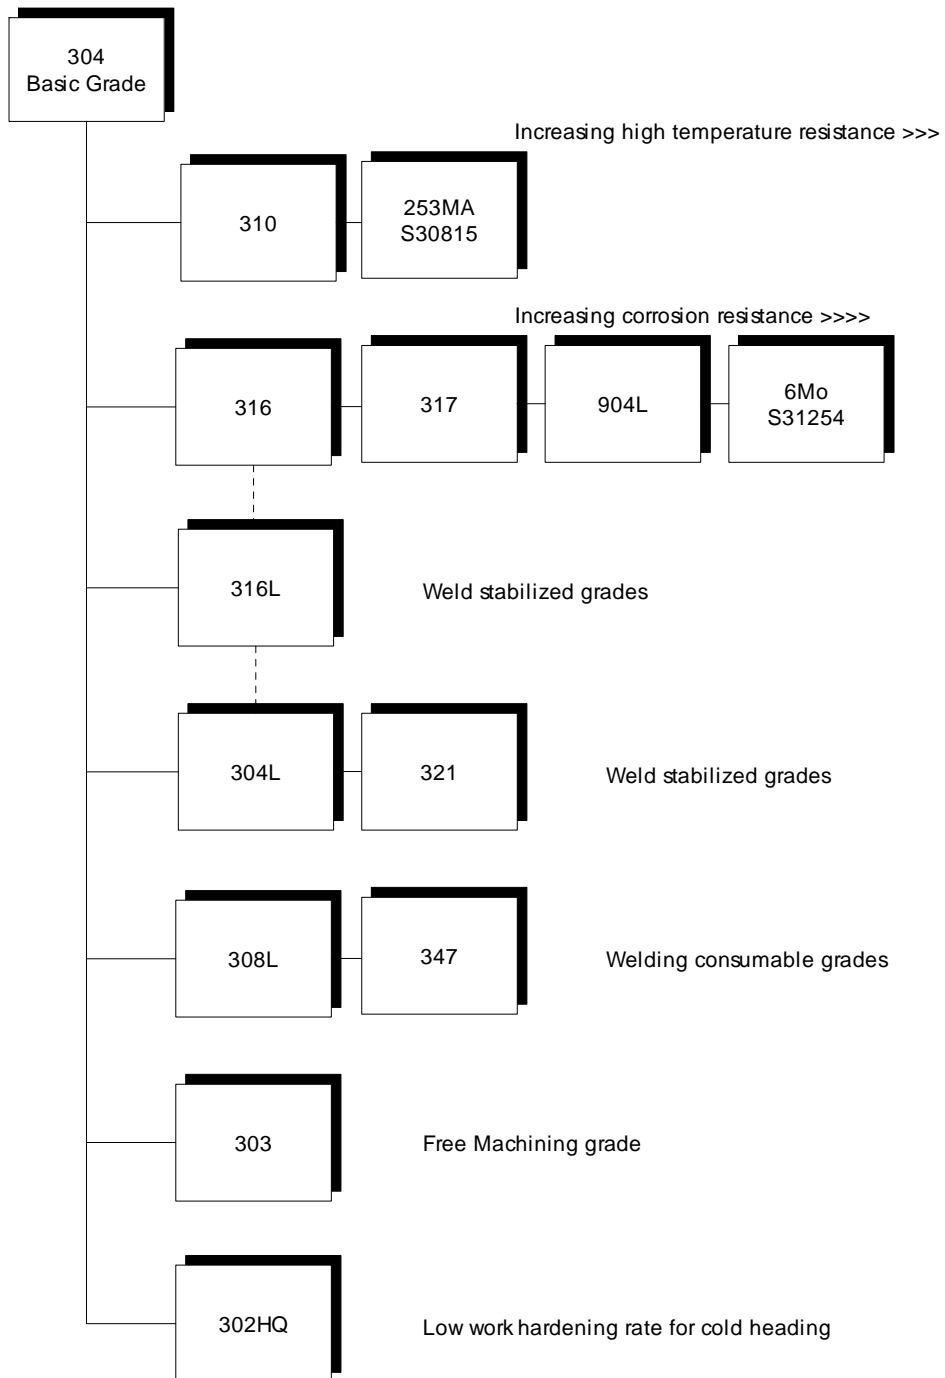 304
Basic Grade
Increasing high temperature resistance >>>
310
253MA
S30815
Increasing corrosion resistance >>>>
316
317
904L
6Mo
S31254
316L
Weld stabilized grades
304L
321
Weld stabilized grades
308L
347
Welding consumable grades
303
Free Machining grade
302HQ
Low work hardening rate for cold heading